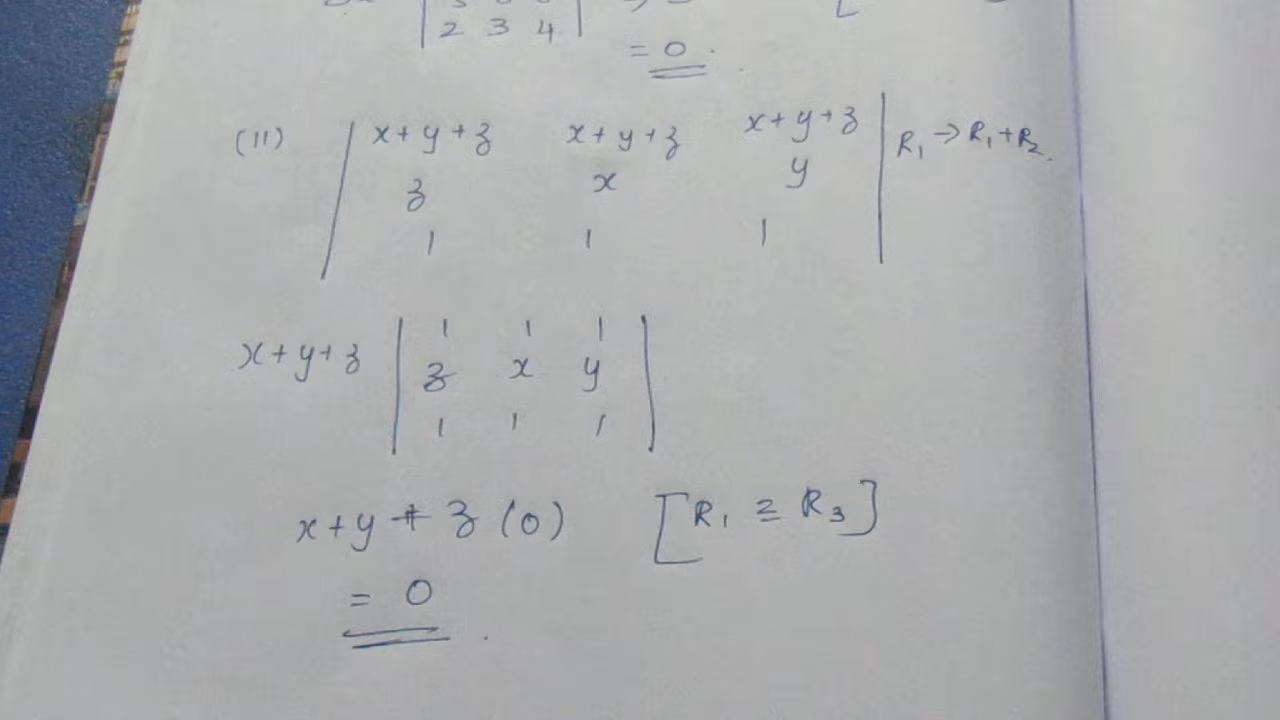 2 3 4
= 0 .
(11) | x+y+z x+y+z x+y+z | R1 → R1+R2.
z x y
1 1 1
| 1 1 1 |
x+y+z | z x y |
| 1 1 1 |
x+y+z (0) [R1 ≅ R3]
= 0 .